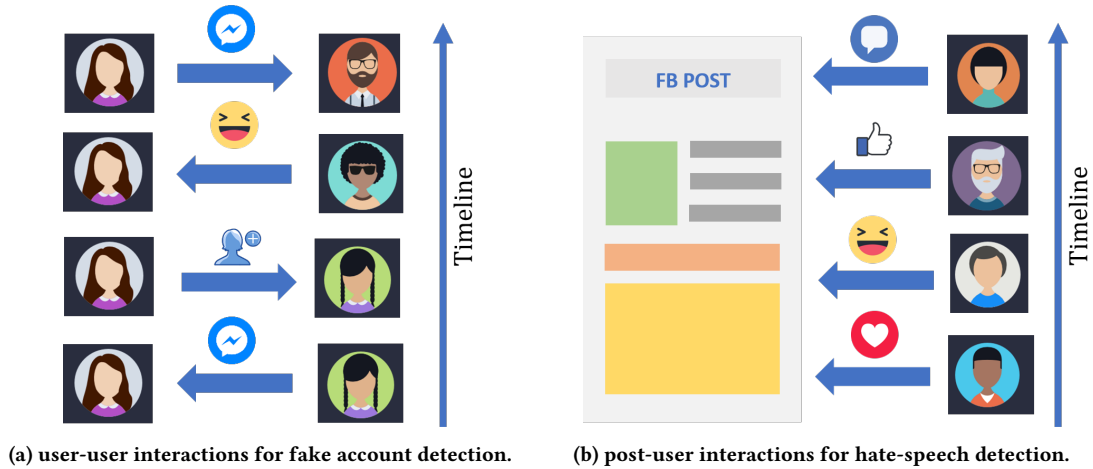 Timeline
(a) user-user interactions for fake account detection.
FB POST
Timeline
(b) post-user interactions for hate-speech detection.